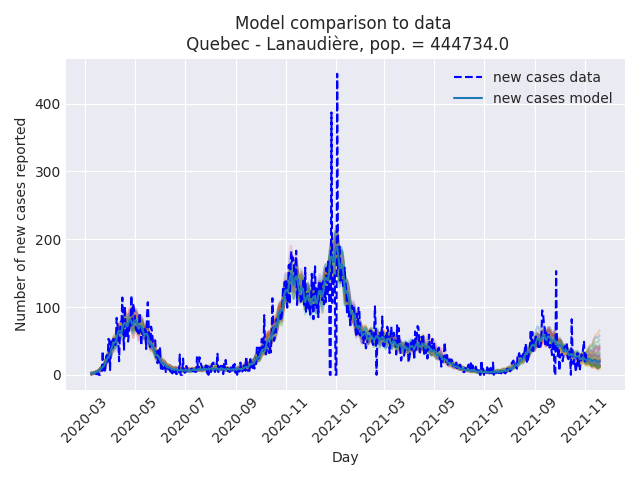 Model comparison to data
Quebec - Lanaudière, pop. = 444734.0
new cases data
new cases model
Number of new cases reported
400
300
200
100
0
2020-03
2020-05
2020-07
2020-09
2020-11
2021-01
2021-03
2021-05
2021-07
2021-09
2021-11
Day